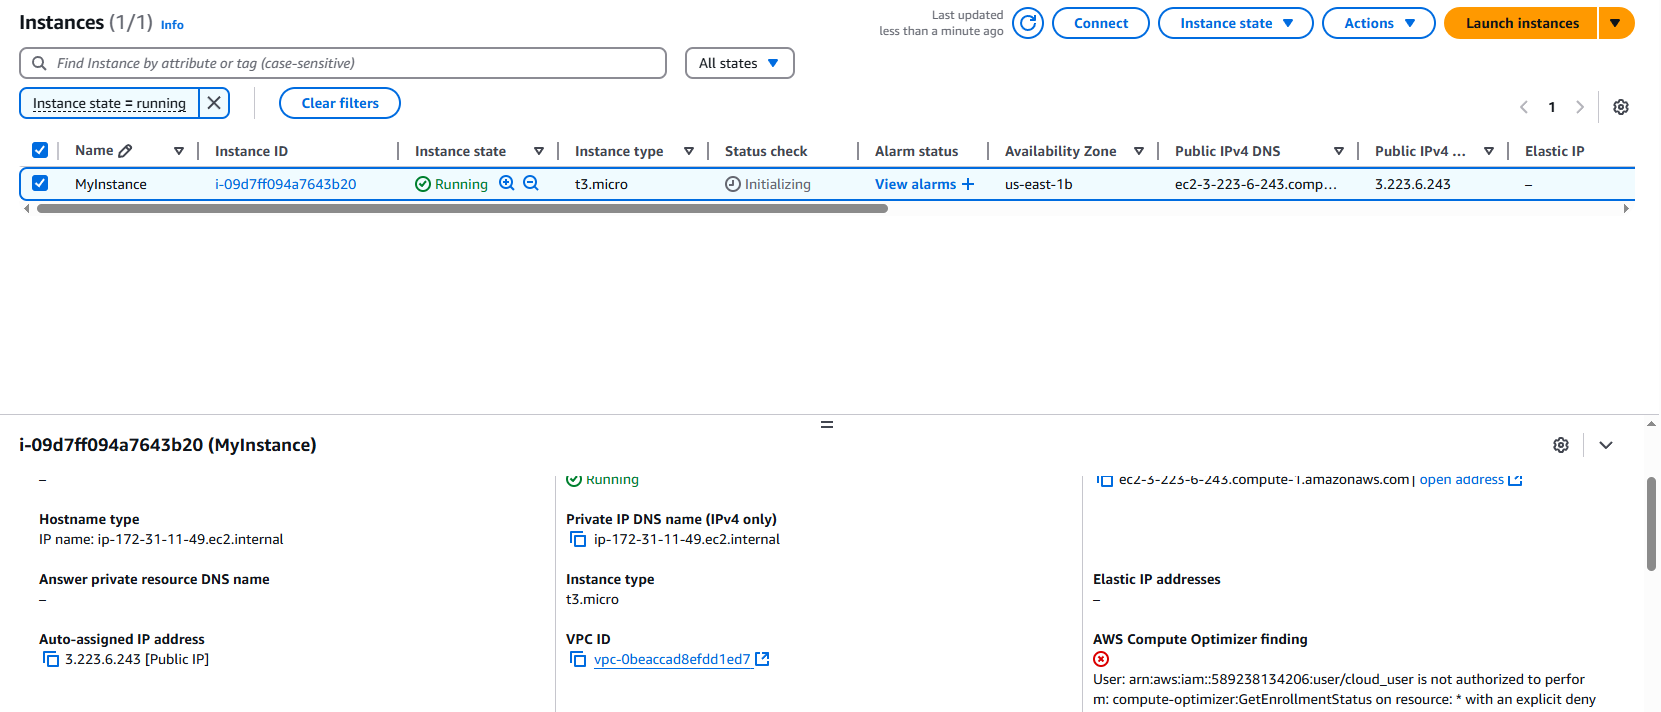 Instances (1/1) Info
Last updated
less than a minute ago
Connect
Instance state
Actions
Launch instances
Find Instance by attribute or tag (case-sensitive)
All states
Instance state = running
Clear filters
1
Name Instance ID Instance state Instance type Status check Alarm status Availability Zone Public IPv4 DNS Public IPv4 ... Elastic IP
MyInstance i-09d7ff094a7643b20 Running t3.micro Initializing View alarms + us-east-1b ec2-3-223-6-243.comp... 3.223.6.243 –
i-09d7ff094a7643b20 (MyInstance)
–
Running
ec2-3-223-6-243.compute-1.amazonaws.com | open address
Hostname type
IP name: ip-172-31-11-49.ec2.internal
Private IP DNS name (IPv4 only)
ip-172-31-11-49.ec2.internal
Answer private resource DNS name
–
Instance type
t3.micro
Elastic IP addresses
–
Auto-assigned IP address
3.223.6.243 [Public IP]
VPC ID
vpc-0beaccad8efdd1ed7
AWS Compute Optimizer finding
User: arn:aws:iam::589238134206:user/cloud_user is not authorized to perfor
m: compute-optimizer:GetEnrollmentStatus on resource: * with an explicit deny